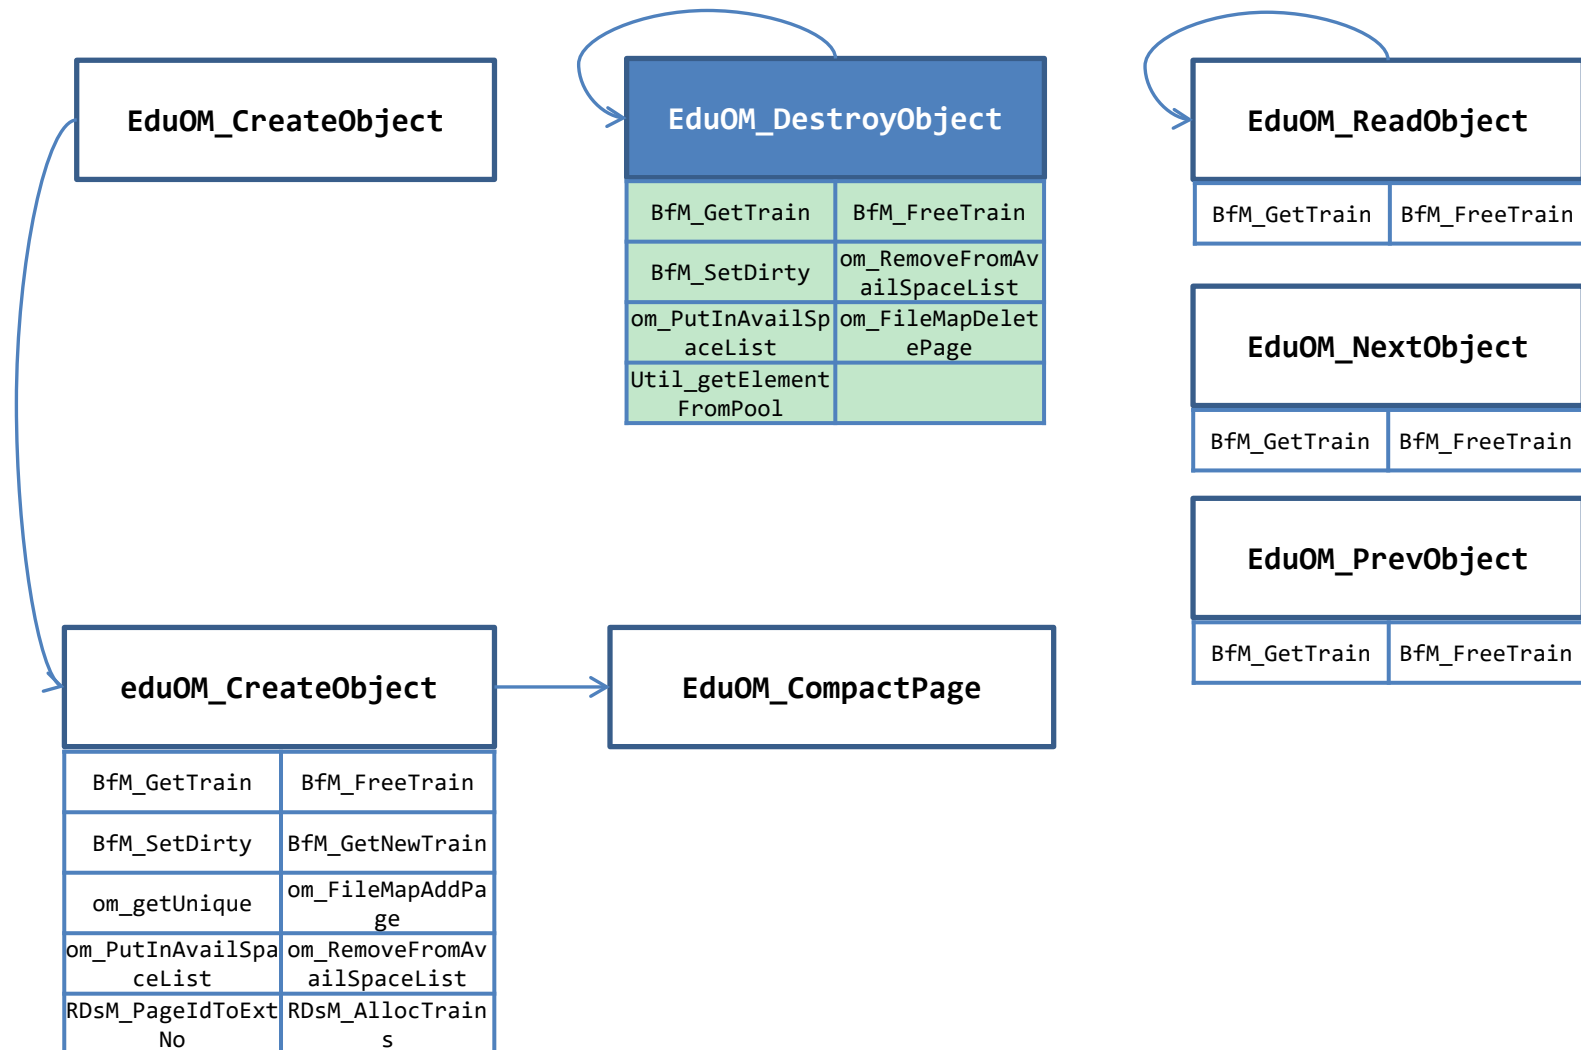 EduOM_CreateObject
EduOM_DestroyObject
BfM_GetTrain
BfM_FreeTrain
BfM_SetDirty
om_RemoveFromAv
ailSpaceList
om_PutInAvailSp
aceList
om_FileMapDelet
ePage
Util_getElement
FromPool
EduOM_ReadObject
BfM_GetTrain
BfM_FreeTrain
EduOM_NextObject
BfM_GetTrain
BfM_FreeTrain
EduOM_PrevObject
BfM_GetTrain
BfM_FreeTrain
eduOM_CreateObject
BfM_GetTrain
BfM_FreeTrain
BfM_SetDirty
BfM_GetNewTrain
om_getUnique
om_FileMapAddPa
ge
om_PutInAvailSpa
ceList
om_RemoveFromAv
ailSpaceList
RDsM_PageIdToExt
No
RDsM_AllocTrain
s
EduOM_CompactPage